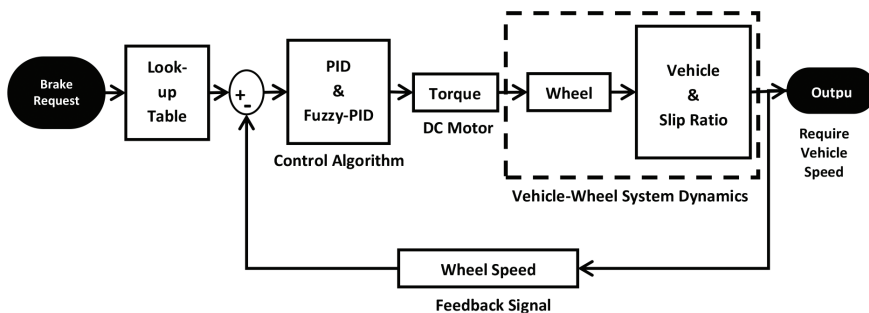 Brake
Request
Look-
up
Table
+
-
PID
&
Fuzzy-PID
Control Algorithm
Torque
DC Motor
Wheel
Vehicle
&
Slip Ratio
Vehicle-Wheel System Dynamics
Outpu
Require
Vehicle
Speed
Wheel Speed
Feedback Signal